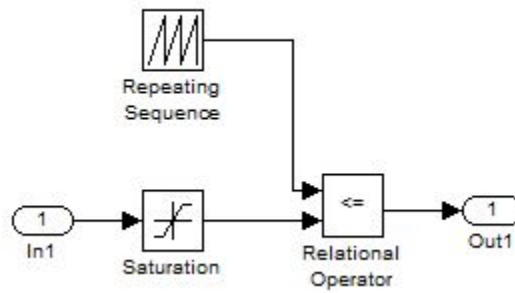 Repeating
Sequence
<=
1
1
In1
Saturation
Relational
Operator
Out1